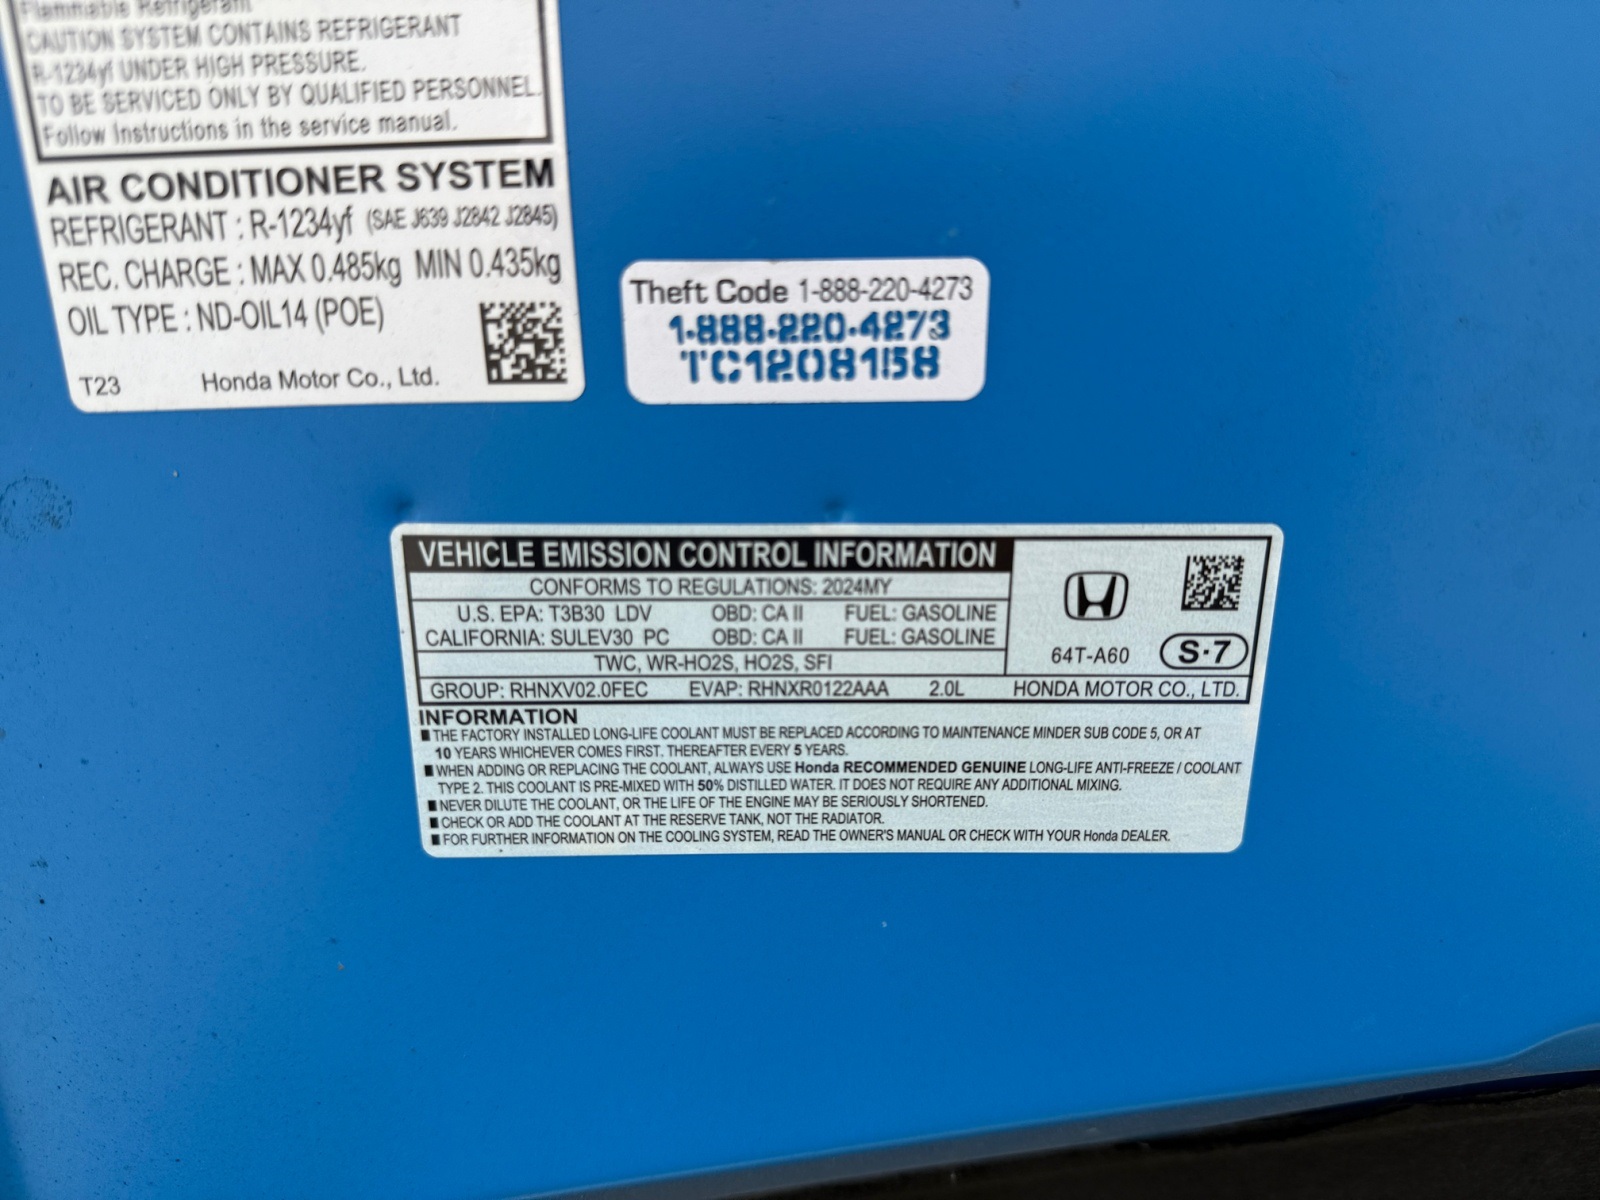 Flammable Refrigerant
CAUTION SYSTEM CONTAINS REFRIGERANT
R-1234yf UNDER HIGH PRESSURE.
TO BE SERVICED ONLY BY QUALIFIED PERSONNEL.
Follow Instructions in the service manual.
AIR CONDITIONER SYSTEM
REFRIGERANT : R-1234yf (SAE J639 J2842 J2845)
REC. CHARGE : MAX 0.485kg MIN 0.435kg
OIL TYPE : ND-OIL14 (POE)
T23 Honda Motor Co., Ltd.
Theft Code 1-888-220-4273
1-888-220-4273
TC1208158
VEHICLE EMISSION CONTROL INFORMATION
CONFORMS TO REGULATIONS: 2024MY
U.S. EPA: T3B30 LDV OBD: CA II FUEL: GASOLINE
CALIFORNIA: SULEV30 PC OBD: CA II FUEL: GASOLINE
TWC, WR-HO2S, HO2S, SFI
64T-A60 S·7
GROUP: RHNXV02.0FEC EVAP: RHNXR0122AAA 2.0L HONDA MOTOR CO., LTD.
INFORMATION
■ THE FACTORY INSTALLED LONG-LIFE COOLANT MUST BE REPLACED ACCORDING TO MAINTENANCE MINDER SUB CODE 5, OR AT
10 YEARS WHICHEVER COMES FIRST. THEREAFTER EVERY 5 YEARS.
■ WHEN ADDING OR REPLACING THE COOLANT, ALWAYS USE Honda RECOMMENDED GENUINE LONG-LIFE ANTI-FREEZE / COOLANT
TYPE 2. THIS COOLANT IS PRE-MIXED WITH 50% DISTILLED WATER. IT DOES NOT REQUIRE ANY ADDITIONAL MIXING.
■ NEVER DILUTE THE COOLANT, OR THE LIFE OF THE ENGINE MAY BE SERIOUSLY SHORTENED.
■ CHECK OR ADD THE COOLANT AT THE RESERVE TANK, NOT THE RADIATOR.
■ FOR FURTHER INFORMATION ON THE COOLING SYSTEM, READ THE OWNER'S MANUAL OR CHECK WITH YOUR Honda DEALER.